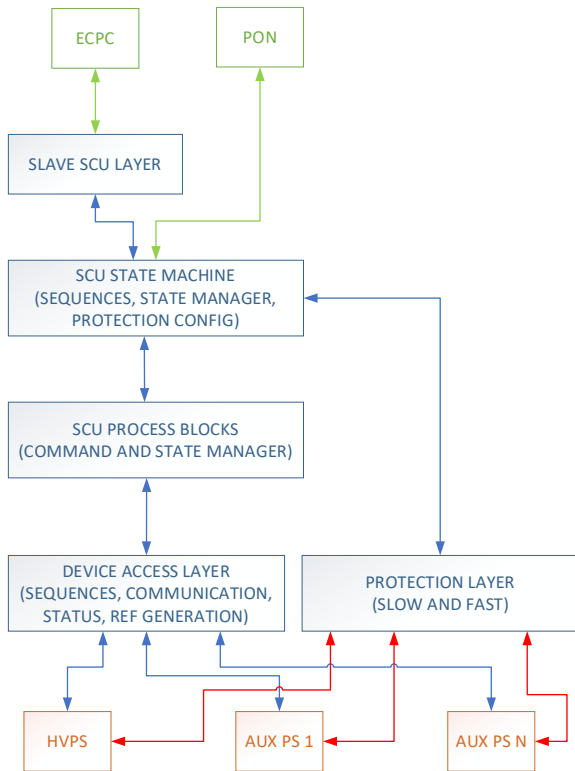 ECPC
PON
SLAVE SCU LAYER
SCU STATE MACHINE
(SEQUENCES, STATE MANAGER,
PROTECTION CONFIG)
SCU PROCESS BLOCKS
(COMMAND AND STATE MANAGER)
DEVICE ACCESS LAYER
(SEQUENCES, COMMUNICATION,
STATUS, REF GENERATION)
PROTECTION LAYER
(SLOW AND FAST)
HVPS
AUX PS 1
AUX PS N